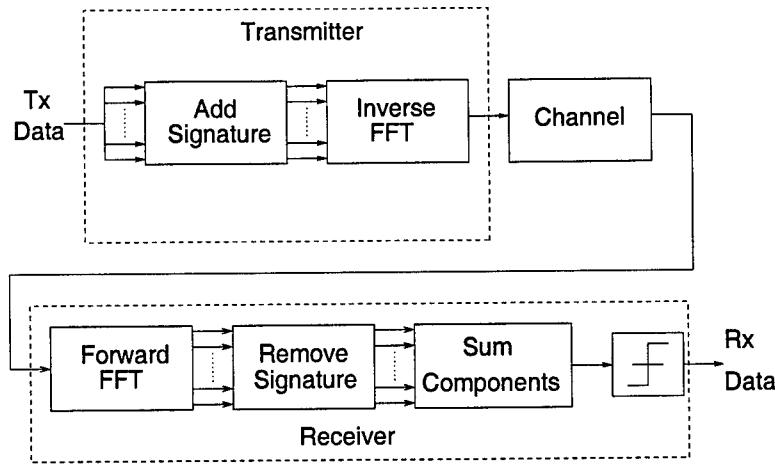 Transmitter
Tx
Data
Add
Signature
Inverse
FFT
Channel
Forward
FFT
Remove
Signature
Sum
Components
Rx
Data
Receiver